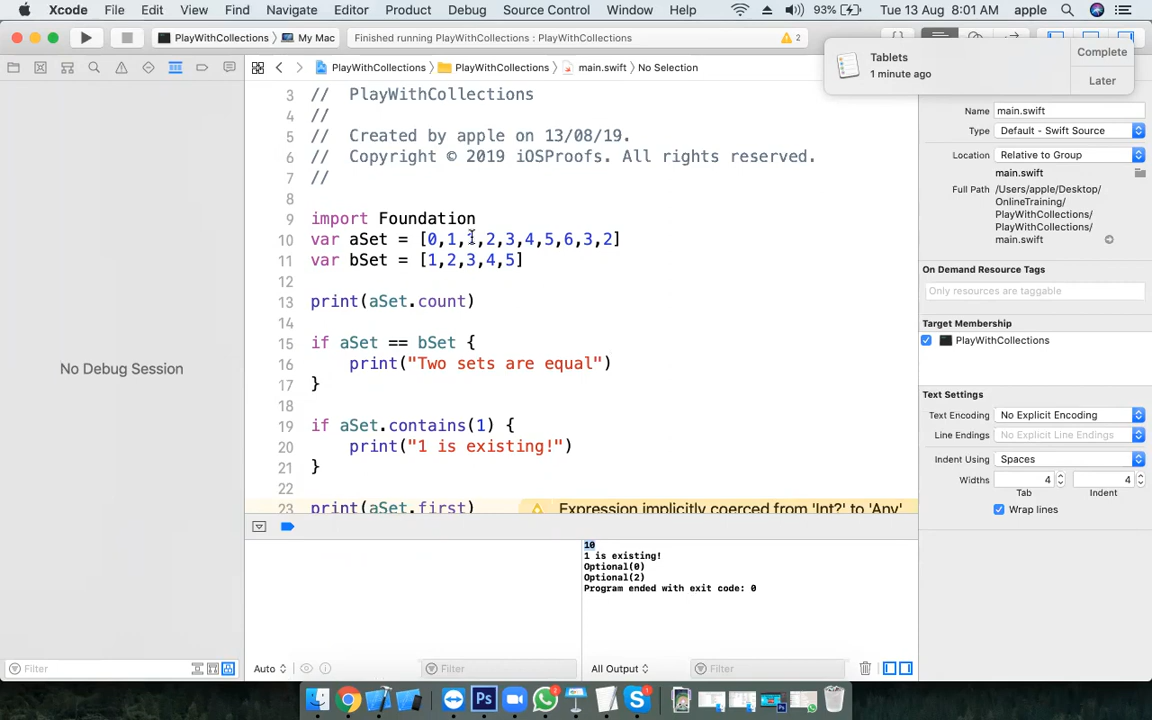 Xcode File Edit View Find Navigate Editor Product Debug Source Control Window Help 93% Tue 13 Aug 8:01 AM apple
PlayWithCollections My Mac Finished running PlayWithCollections : PlayWithCollections 2
Tablets
1 minute ago
Complete
Later
PlayWithCollections PlayWithCollections main.swift No Selection
3 // PlayWithCollections
4 //
5 // Created by apple on 13/08/19.
6 // Copyright © 2019 iOSProofs. All rights reserved.
7 //
8
9 import Foundation
10 var aSet = [0,1,1,2,3,4,5,6,3,2]
11 var bSet = [1,2,3,4,5]
12
13 print(aSet.count)
14
15 if aSet == bSet {
16 print("Two sets are equal")
17 }
18
19 if aSet.contains(1) {
20 print("1 is existing!")
21 }
22
23 print(aSet.first) Expression implicitly coerced from 'Int?' to 'Any'
No Debug Session
10
1 is existing!
Optional(0)
Optional(2)
Program ended with exit code: 0
Filter
Auto
Filter
All Output
Filter
Name main.swift
Type Default - Swift Source
Location Relative to Group
main.swift
Full Path /Users/apple/Desktop/
OnlineTraining/
PlayWithCollections/
PlayWithCollections/
main.swift
On Demand Resource Tags
Only resources are taggable
Target Membership
PlayWithCollections
Text Settings
Text Encoding No Explicit Encoding
Line Endings No Explicit Line Endings
Indent Using Spaces
Widths 4 4
Tab Indent
Wrap lines